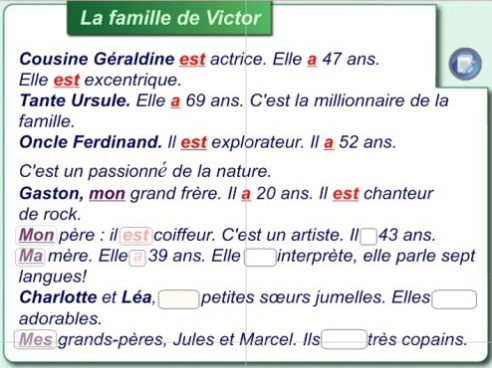 La famille de Victor
Cousine Géraldine est actrice. Elle a 47 ans.
Elle est excentrique.
Tante Ursule. Elle a 69 ans. C'est la millionnaire de la
famille.
Oncle Ferdinand. Il est explorateur. Il a 52 ans.
C'est un passionné de la nature.
Gaston, mon grand frère. Il a 20 ans. Il est chanteur
de rock.
Mon père : il est coiffeur. C'est un artiste. Il 43 ans.
Ma mère. Elle a 39 ans. Elle interprète, elle parle sept
langues!
Charlotte et Léa, petites sœurs jumelles. Elles
adorables.
Mes grands-pères, Jules et Marcel. Ils très copains.